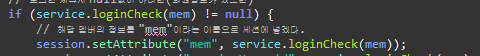 if (service.loginCheck(mem) != null) {
// 해당 멤버의 정보를 "mem"이라는 이름으로 세션에 넣겠다.
session.setAttribute("mem", service.loginCheck(mem));